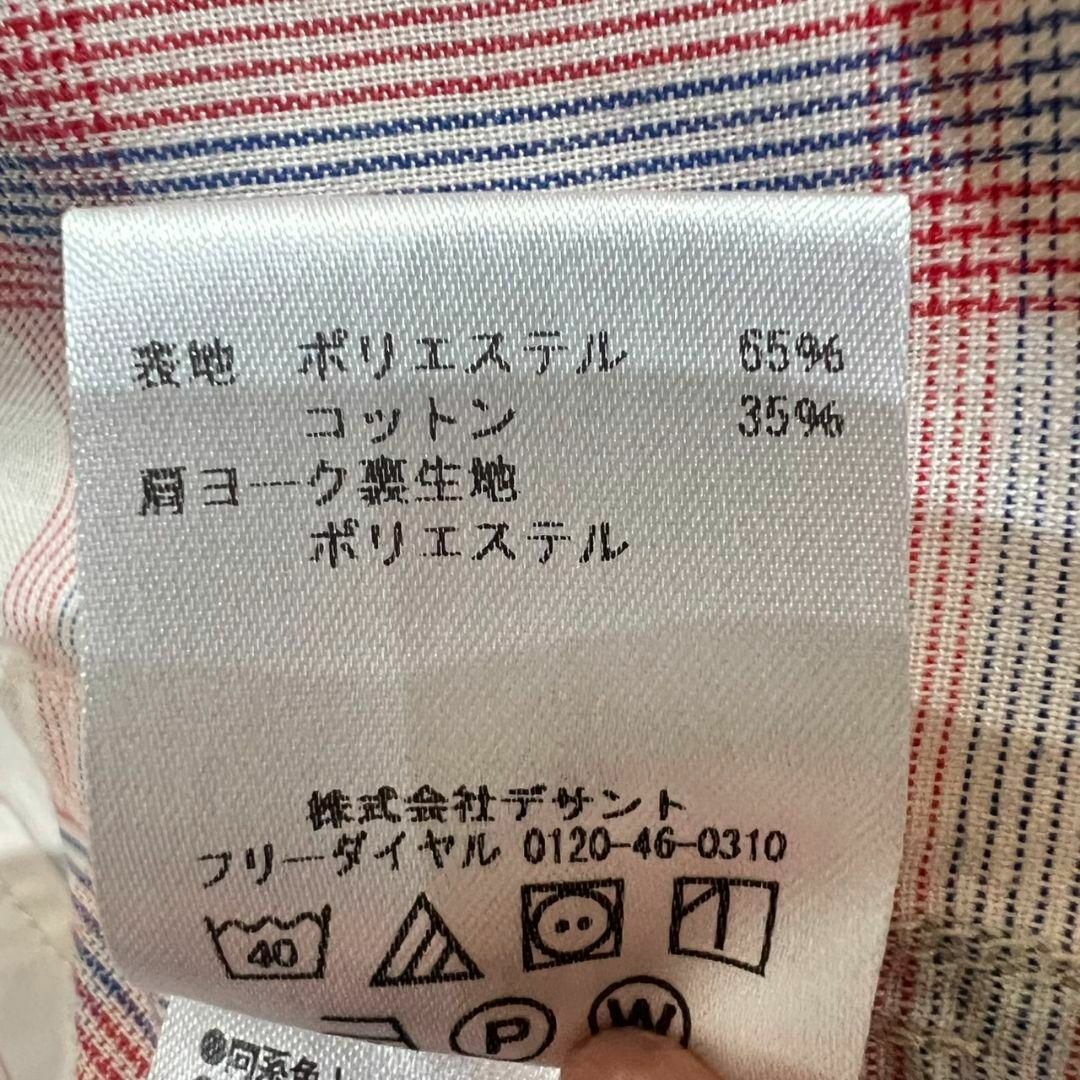 表地 ポリエステル 65%
コットン 35%
肩ヨーク裏生地
ポリエステル
株式会社デサント
フリーダイヤル 0120-46-0310
40
P
W